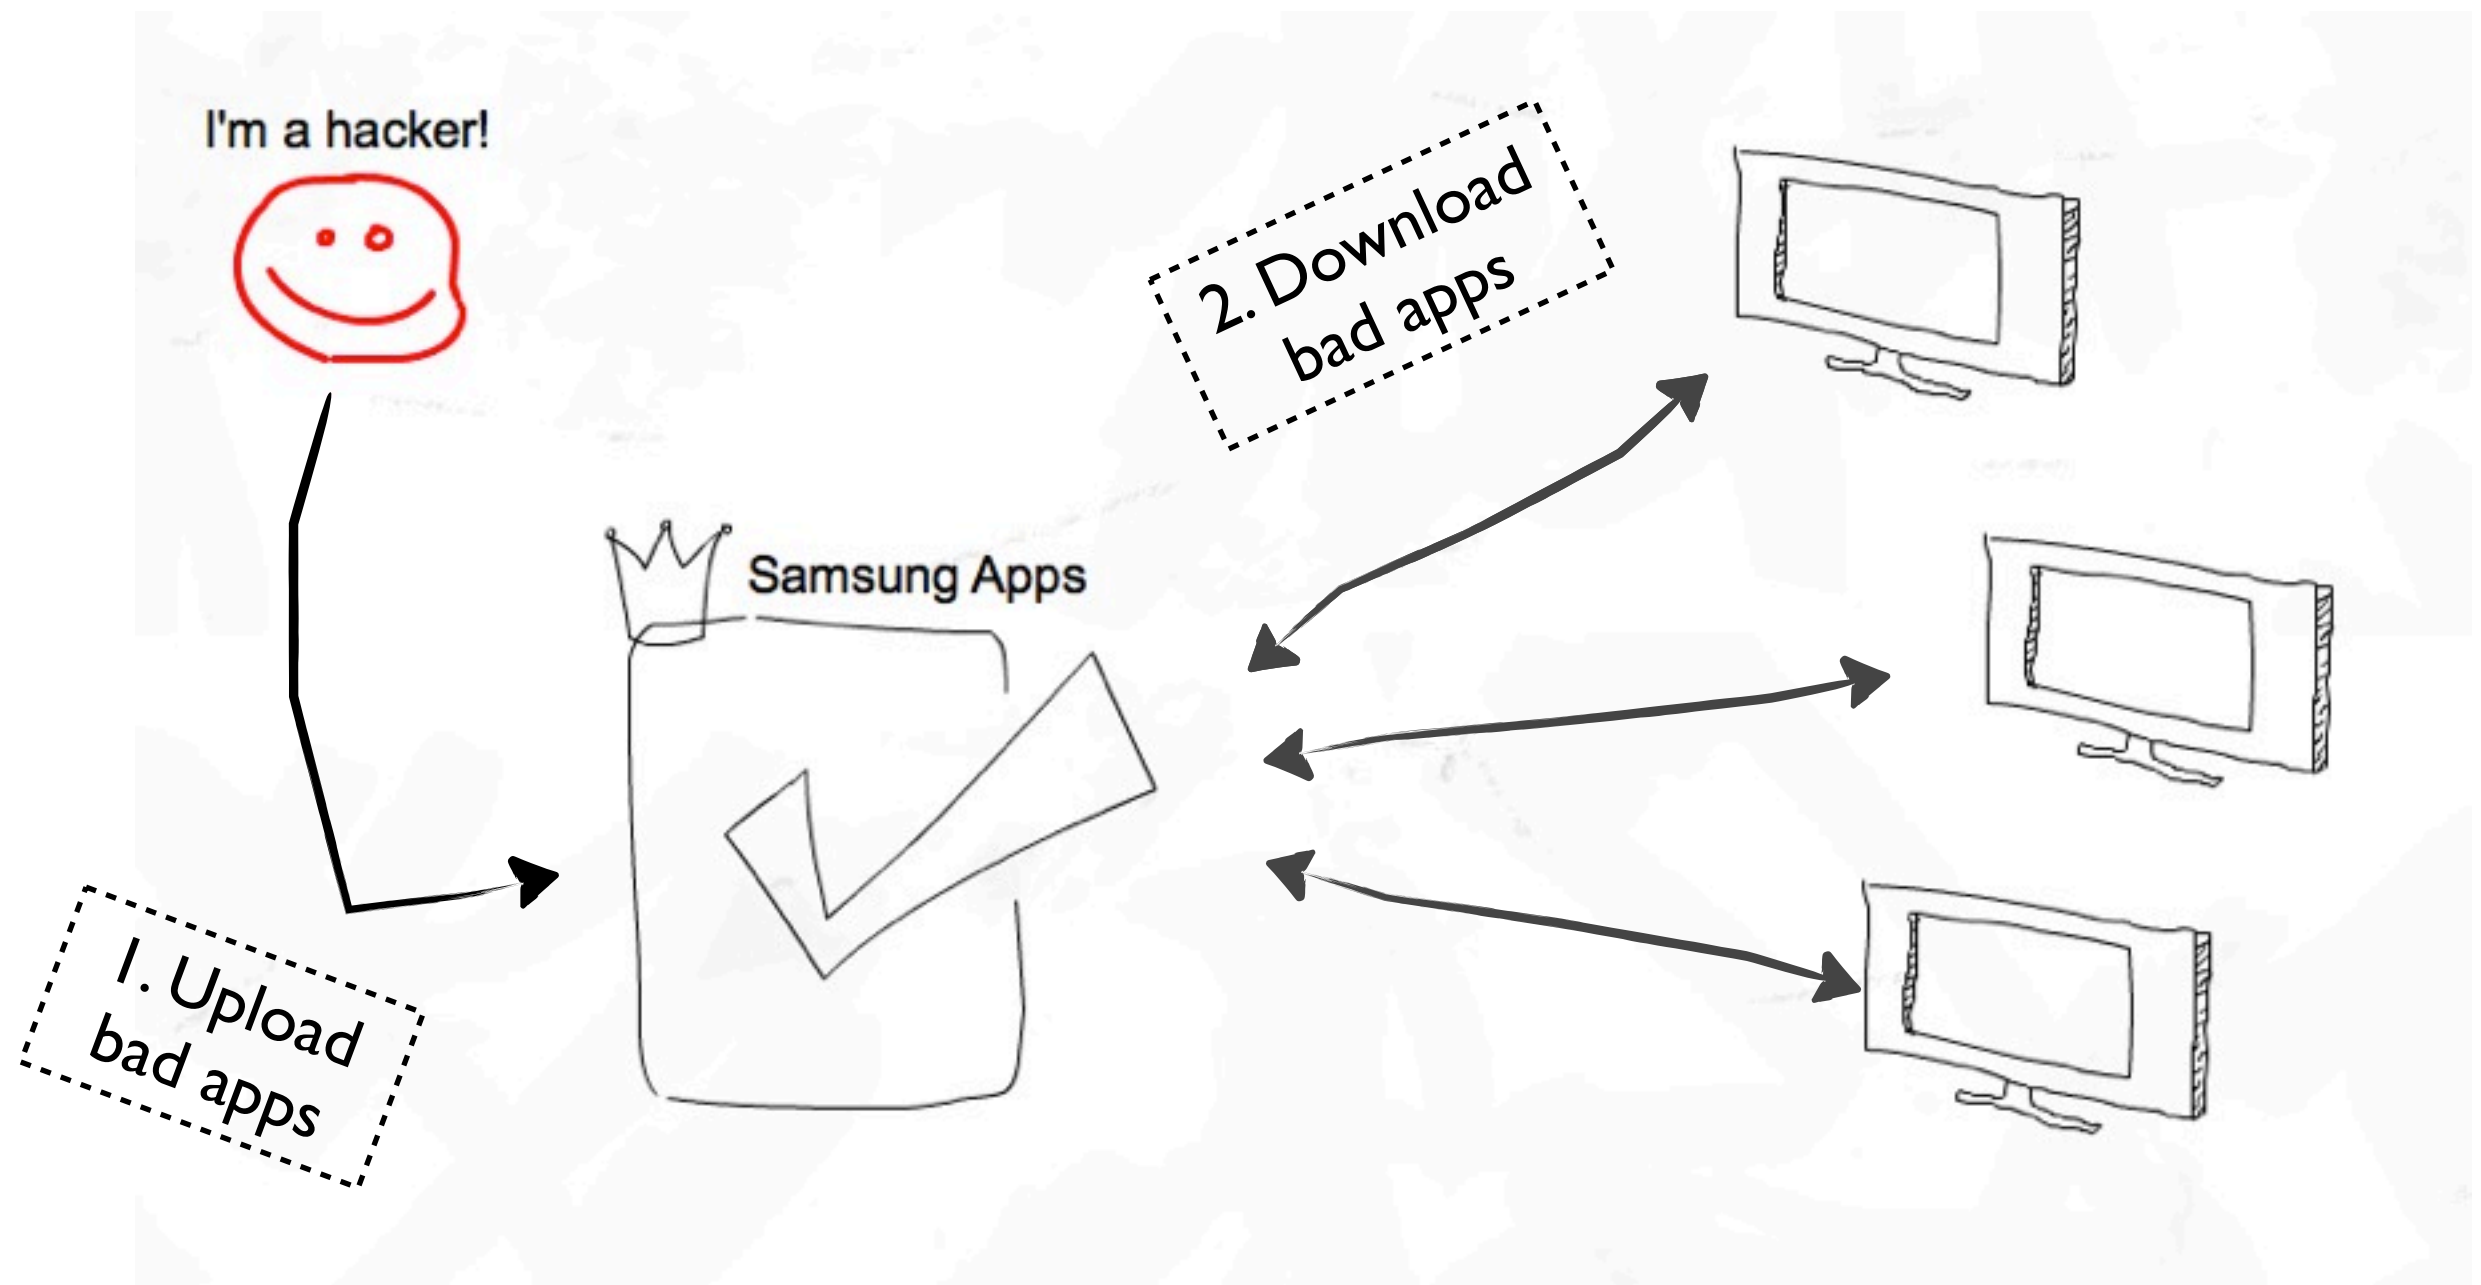 I'm a hacker!
2. Download
bad apps
Samsung Apps
1. Upload
bad apps